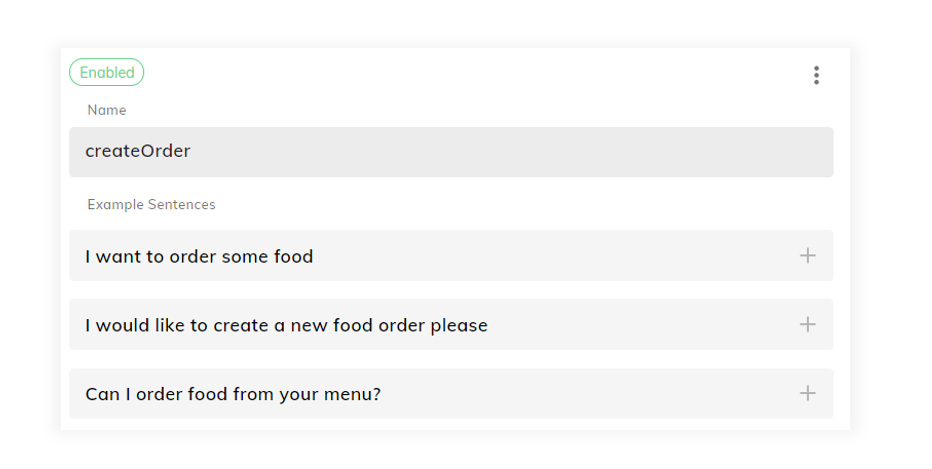 Enabled
Name
createOrder
Example Sentences
I want to order some food
I would like to create a new food order please
Can I order food from your menu?